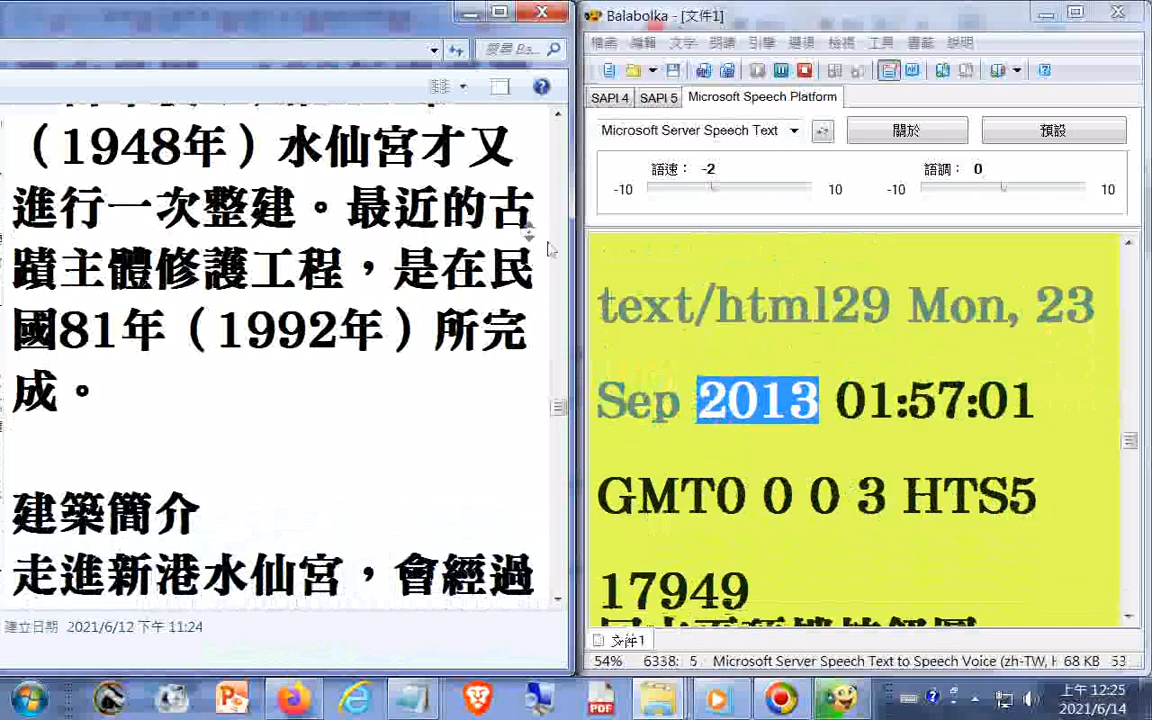 搜尋 Ba...
（1948年）水仙宮才又
進行一次整建。最近的古
蹟主體修護工程，是在民
國81年（1992年）所完
成。
建築簡介
走進新港水仙宮，會經過
建立日期 2021/6/12 下午 11:24
Balabolka - [文件1]
檔案 編輯 文字 朗讀 引擎 選項 檢視 工具 書籤 說明
SAPI 4 SAPI 5 Microsoft Speech Platform
Microsoft Server Speech Text 關於 預設
語速： -2 語調： 0
-10 10 -10 10
text/html29 Mon, 23
Sep 2013 01:57:01
GMT0 0 0 3 HTS5
17949
文件1
54% 6338: 5 Microsoft Server Speech Text to Speech Voice (zh-TW, H 68 KB 53
PDF
上午 12:25
2021/6/14